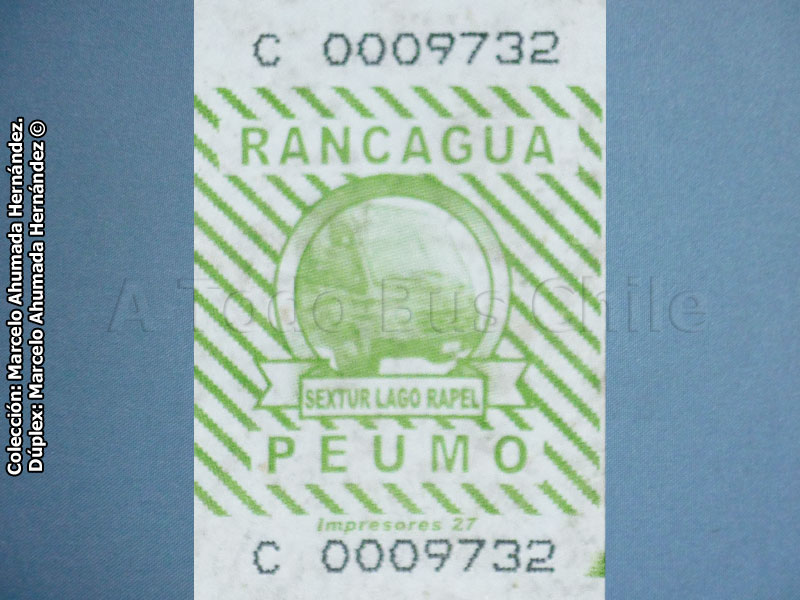 C 0009732
RANCAGUA
SEXTUR LAGO RAPEL
PEUMO
Impresores 27
C 0009732
A Todo Bus Chile
Colección: Marcelo Ahumada Hernández.
Dúplex: Marcelo Ahumada Hernández ©